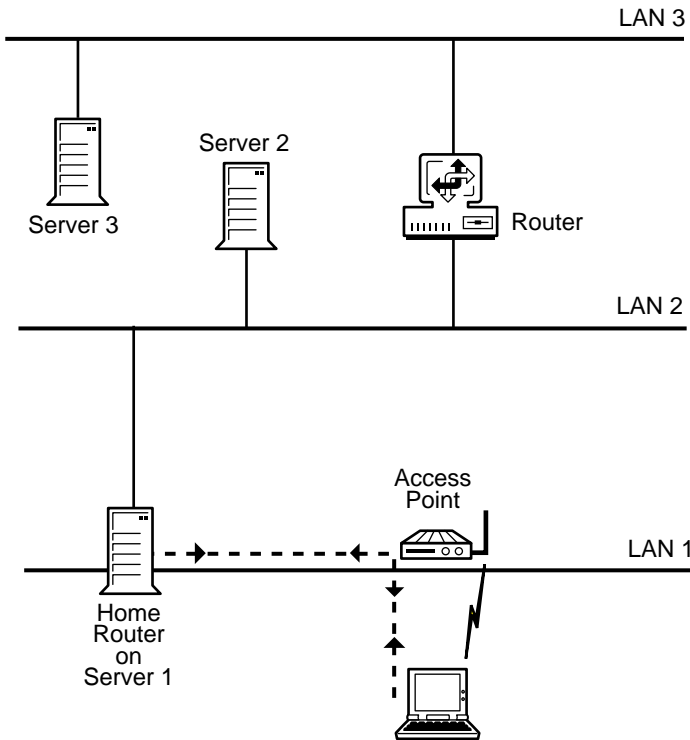 LAN 3
Server 2
Server 3
Router
LAN 2
Access
Point
LAN 1
Home
Router
on
Server 1